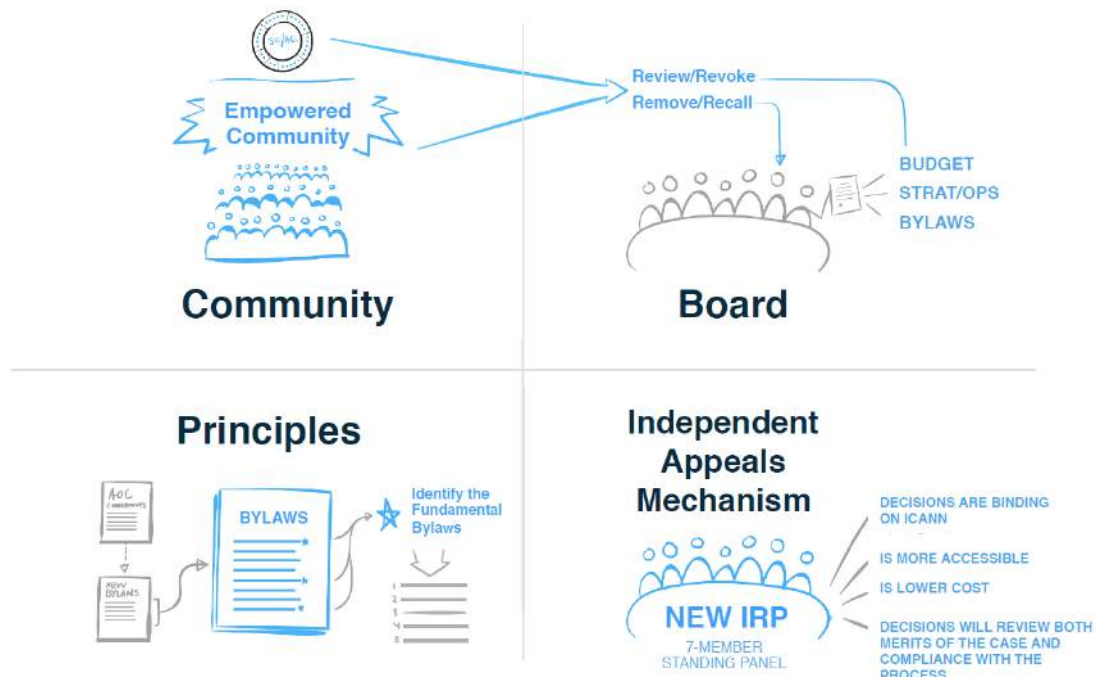 SO/ACs
Empowered
Community
Community
Review/Revoke
Remove/Recall
BUDGET
STRAT/OPS
BYLAWS
Board
Principles
AOC
COMMITMENTS
NEW
BYLAWS
BYLAWS
Identify the
Fundamental
Bylaws
1
2
3
4
5
Independent
Appeals
Mechanism
NEW IRP
7-MEMBER
STANDING PANEL
DECISIONS ARE BINDING
ON ICANN
IS MORE ACCESSIBLE
IS LOWER COST
DECISIONS WILL REVIEW BOTH
MERITS OF THE CASE AND
COMPLIANCE WITH THE
PROCESS